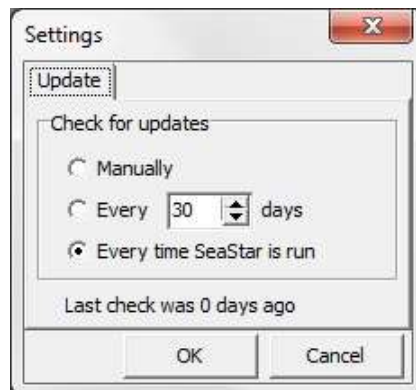 Settings
Update
Check for updates
Manually
Every 30 days
Every time SeaStar is run
Last check was 0 days ago
OK Cancel